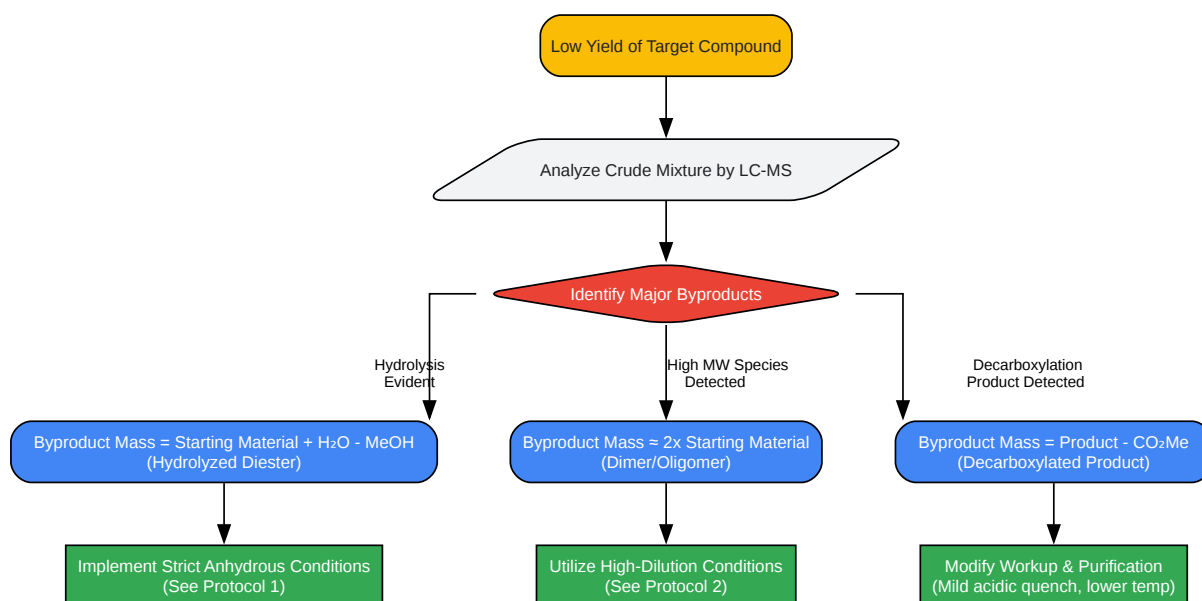 Low Yield of Target Compound
Analyze Crude Mixture by LC-MS
Identify Major Byproducts
Hydrolysis
Evident
High MW Species
Detected
Decarboxylation
Product Detected
Byproduct Mass = Starting Material + H₂O - MeOH
(Hydrolyzed Diester)
Byproduct Mass ≈ 2x Starting Material
(Dimer/Oligomer)
Byproduct Mass = Product - CO₂Me
(Decarboxylated Product)
Implement Strict Anhydrous Conditions
(See Protocol 1)
Utilize High-Dilution Conditions
(See Protocol 2)
Modify Workup & Purification
(Mild acidic quench, lower temp)